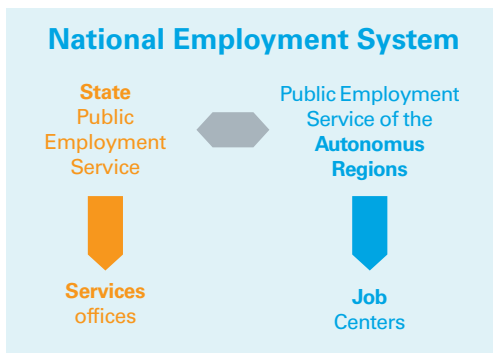 National Employment System
State
Public
Employment
Service
Public Employment
Service of the
Autonomus
Regions
Services
offices
Job
Centers